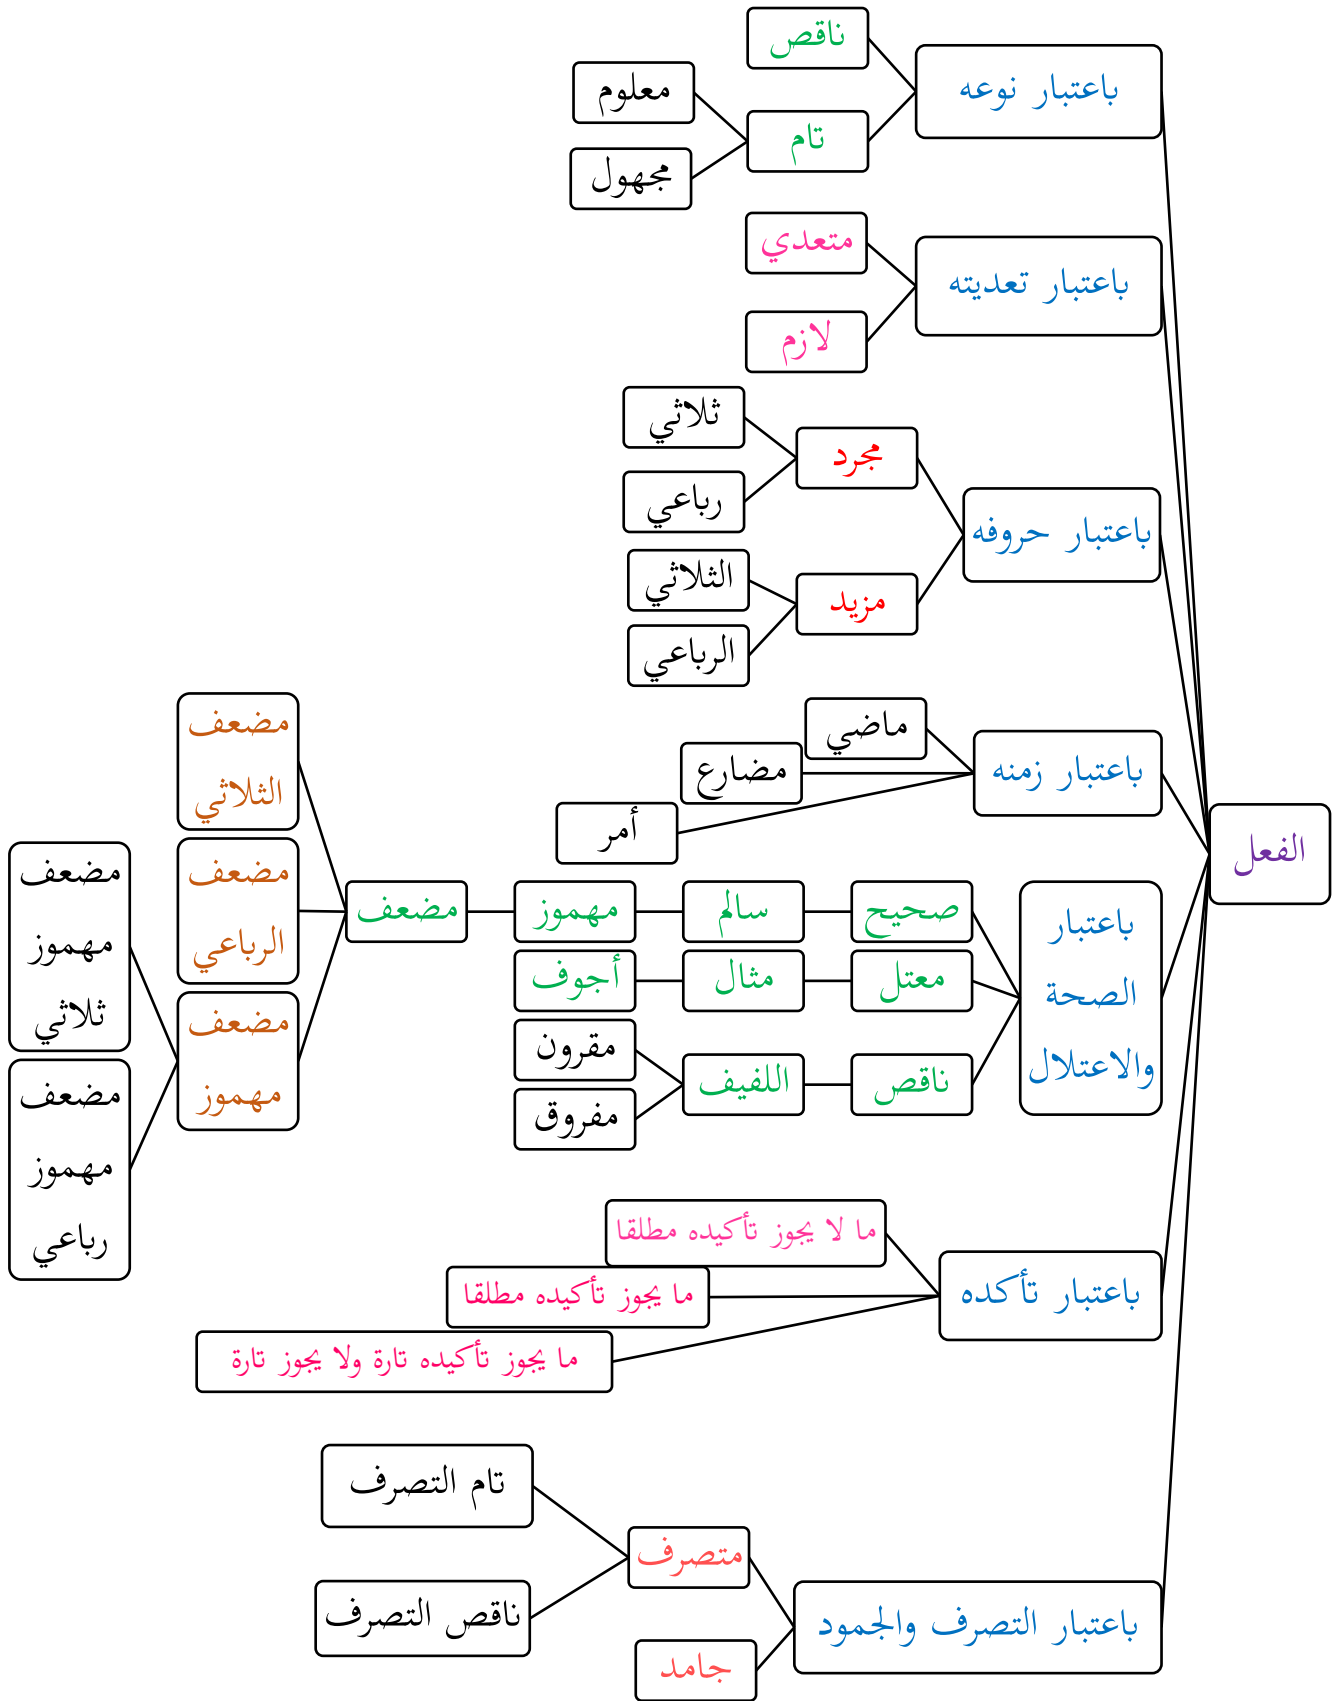 الفعل
باعتبار نوعه
ناقص
تام
معلوم
مجهول
باعتبار تعديته
متعدي
لازم
باعتبار حروفه
مجرد
ثلاثي
رباعي
مزيد
الثلاثي
الرباعي
باعتبار زمنه
ماضي
مضارع
أمر
باعتبار
الصحة
والاعتلال
صحيح
سالم
مهموز
مضعف
مضعف
الثلاثي
مضعف
الرباعي
مضعف
مهموز
مضعف
مهموز
ثلاثي
مضعف
مهموز
رباعي
معتل
مثال
أجوف
ناقص
اللفيف
مقرون
مفروق
باعتبار تأكده
ما لا يجوز تأكيده مطلقا
ما يجوز تأكيده مطلقا
ما يجوز تأكيده تارة ولا يجوز تارة
باعتبار التصرف والجمود
متصرف
تام التصرف
ناقص التصرف
جامد